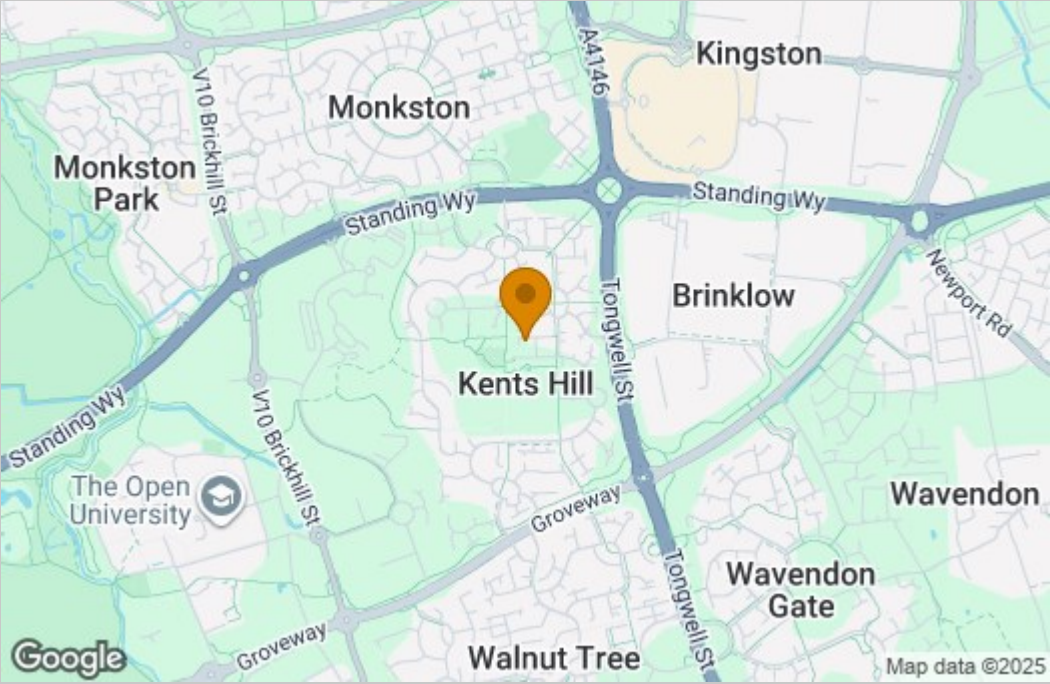 A4146
Kingston
V10 Brickhill St
Monkston
Monkston
Park
Standing Wy
Standing Wy
Newport Rd
Brinklow
Tongwell St
Kents Hill
Standing Wy
V10 Brickhill St
The Open
University
Groveway
Wavendon
Tongwell St
Wavendon
Gate
Groveway
Walnut Tree
Google
Map data ©2025